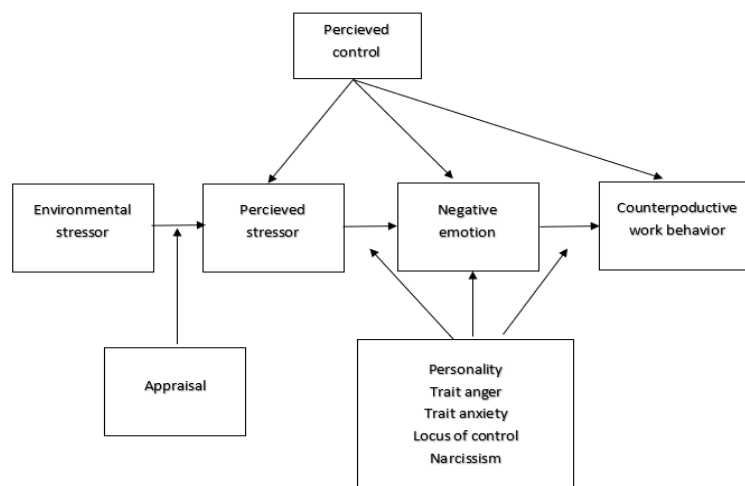 Percieved
control
Environmental
stressor
Percieved
stressor
Negative
emotion
Counterpoductive
work behavior
Appraisal
Personality
Trait anger
Trait anxiety
Locus of control
Narcissism